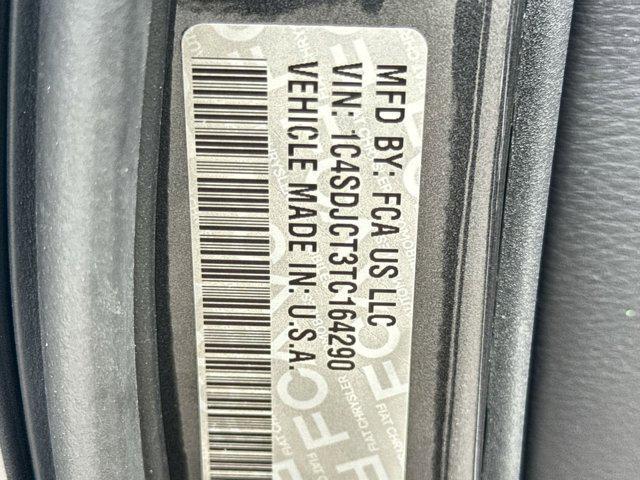 MFD BY: FCA US LLC
VIN: 1C4SDJCT3TC164290
VEHICLE MADE IN: U.S.A.